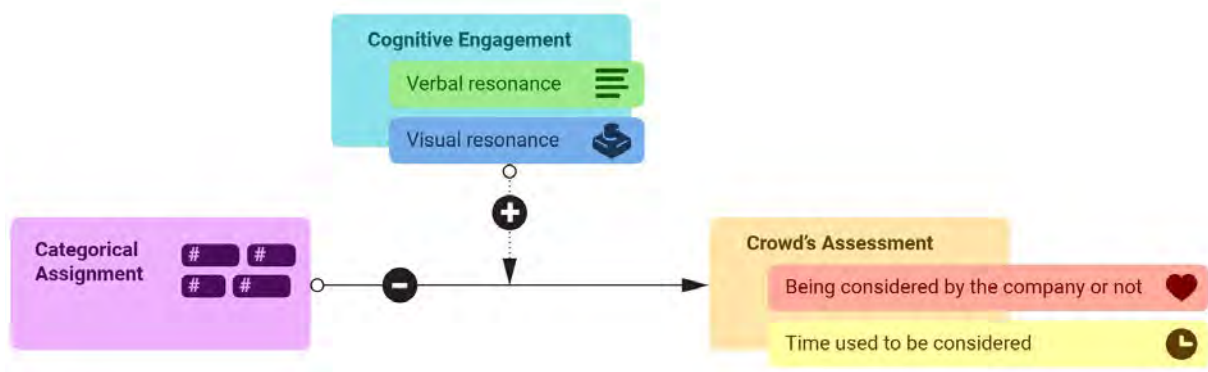 Cognitive Engagement
Verbal resonance
Visual resonance
+
Categorical
Assignment
# #
# #
-
Crowd's Assessment
Being considered by the company or not
Time used to be considered